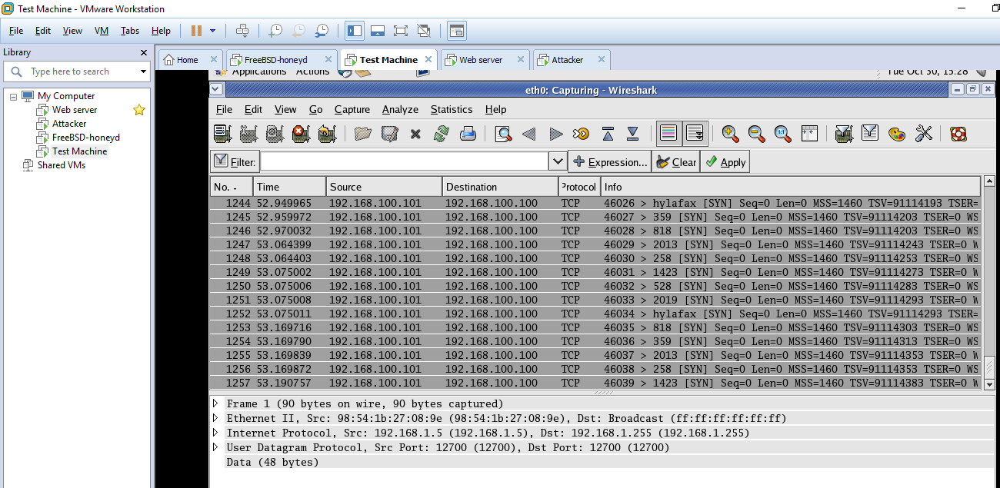 Test Machine - VMware Workstation
File Edit View VM Tabs Help
Library
Type here to search
My Computer
Web server
Attacker
FreeBSD-honeyd
Test Machine
Shared VMs
Home FreeBSD-honeyd Test Machine Web server Attacker
Applications Actions Tue Oct 30, 15:28
eth0: Capturing - Wireshark
File Edit View Go Capture Analyze Statistics Help
Filter: Expression... Clear Apply
No. . Time Source Destination Protocol Info
1244 52.949965 192.168.100.101 192.168.100.100 TCP 46026 > hylafax [SYN] Seq=0 Len=0 MSS=1460 TSV=91114193 TSER=
1245 52.959972 192.168.100.101 192.168.100.100 TCP 46027 > 359 [SYN] Seq=0 Len=0 MSS=1460 TSV=91114203 TSER=0 WS
1246 52.970032 192.168.100.101 192.168.100.100 TCP 46028 > 818 [SYN] Seq=0 Len=0 MSS=1460 TSV=91114203 TSER=0 WS
1247 53.064399 192.168.100.101 192.168.100.100 TCP 46029 > 2013 [SYN] Seq=0 Len=0 MSS=1460 TSV=91114243 TSER=0 W
1248 53.064403 192.168.100.101 192.168.100.100 TCP 46030 > 258 [SYN] Seq=0 Len=0 MSS=1460 TSV=91114253 TSER=0 WS
1249 53.075002 192.168.100.101 192.168.100.100 TCP 46031 > 1423 [SYN] Seq=0 Len=0 MSS=1460 TSV=91114273 TSER=0 W
1250 53.075006 192.168.100.101 192.168.100.100 TCP 46032 > 528 [SYN] Seq=0 Len=0 MSS=1460 TSV=91114283 TSER=0 WS
1251 53.075008 192.168.100.101 192.168.100.100 TCP 46033 > 2019 [SYN] Seq=0 Len=0 MSS=1460 TSV=91114293 TSER=0 W
1252 53.075011 192.168.100.101 192.168.100.100 TCP 46034 > hylafax [SYN] Seq=0 Len=0 MSS=1460 TSV=91114293 TSER=
1253 53.169716 192.168.100.101 192.168.100.100 TCP 46035 > 818 [SYN] Seq=0 Len=0 MSS=1460 TSV=91114303 TSER=0 WS
1254 53.169790 192.168.100.101 192.168.100.100 TCP 46036 > 359 [SYN] Seq=0 Len=0 MSS=1460 TSV=91114313 TSER=0 WS
1255 53.169839 192.168.100.101 192.168.100.100 TCP 46037 > 2013 [SYN] Seq=0 Len=0 MSS=1460 TSV=91114353 TSER=0 W
1256 53.169872 192.168.100.101 192.168.100.100 TCP 46038 > 258 [SYN] Seq=0 Len=0 MSS=1460 TSV=91114353 TSER=0 WS
1257 53.190757 192.168.100.101 192.168.100.100 TCP 46039 > 1423 [SYN] Seq=0 Len=0 MSS=1460 TSV=91114383 TSER=0 W
Frame 1 (90 bytes on wire, 90 bytes captured)
Ethernet II, Src: 98:54:1b:27:08:9e (98:54:1b:27:08:9e), Dst: Broadcast (ff:ff:ff:ff:ff:ff)
Internet Protocol, Src: 192.168.1.5 (192.168.1.5), Dst: 192.168.1.255 (192.168.1.255)
User Datagram Protocol, Src Port: 12700 (12700), Dst Port: 12700 (12700)
Data (48 bytes)